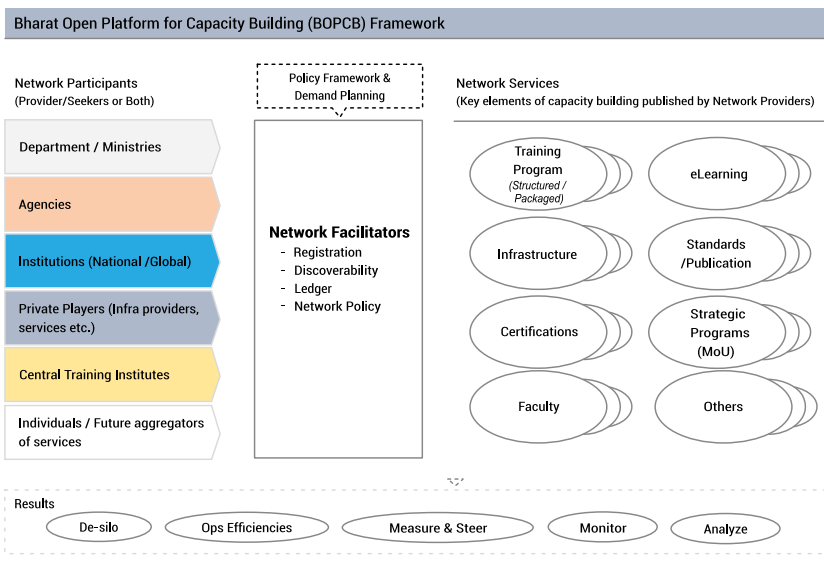 Bharat Open Platform for Capacity Building (BOPCB) Framework
Network Participants
(Provider/Seekers or Both)
Department / Ministries
Agencies
Institutions (National /Global)
Private Players (Infra providers,
services etc.)
Central Training Institutes
Individuals / Future aggregators
of services
Policy Framework &
Demand Planning
Network Facilitators
- Registration
- Discoverability
- Ledger
- Network Policy
Network Services
(Key elements of capacity building published by Network Providers)
Training
Program
(Structured /
Packaged)
eLearning
Infrastructure
Standards
/Publication
Certifications
Strategic
Programs
(MoU)
Faculty
Others
Results
De-silo
Ops Efficiencies
Measure & Steer
Monitor
Analyze